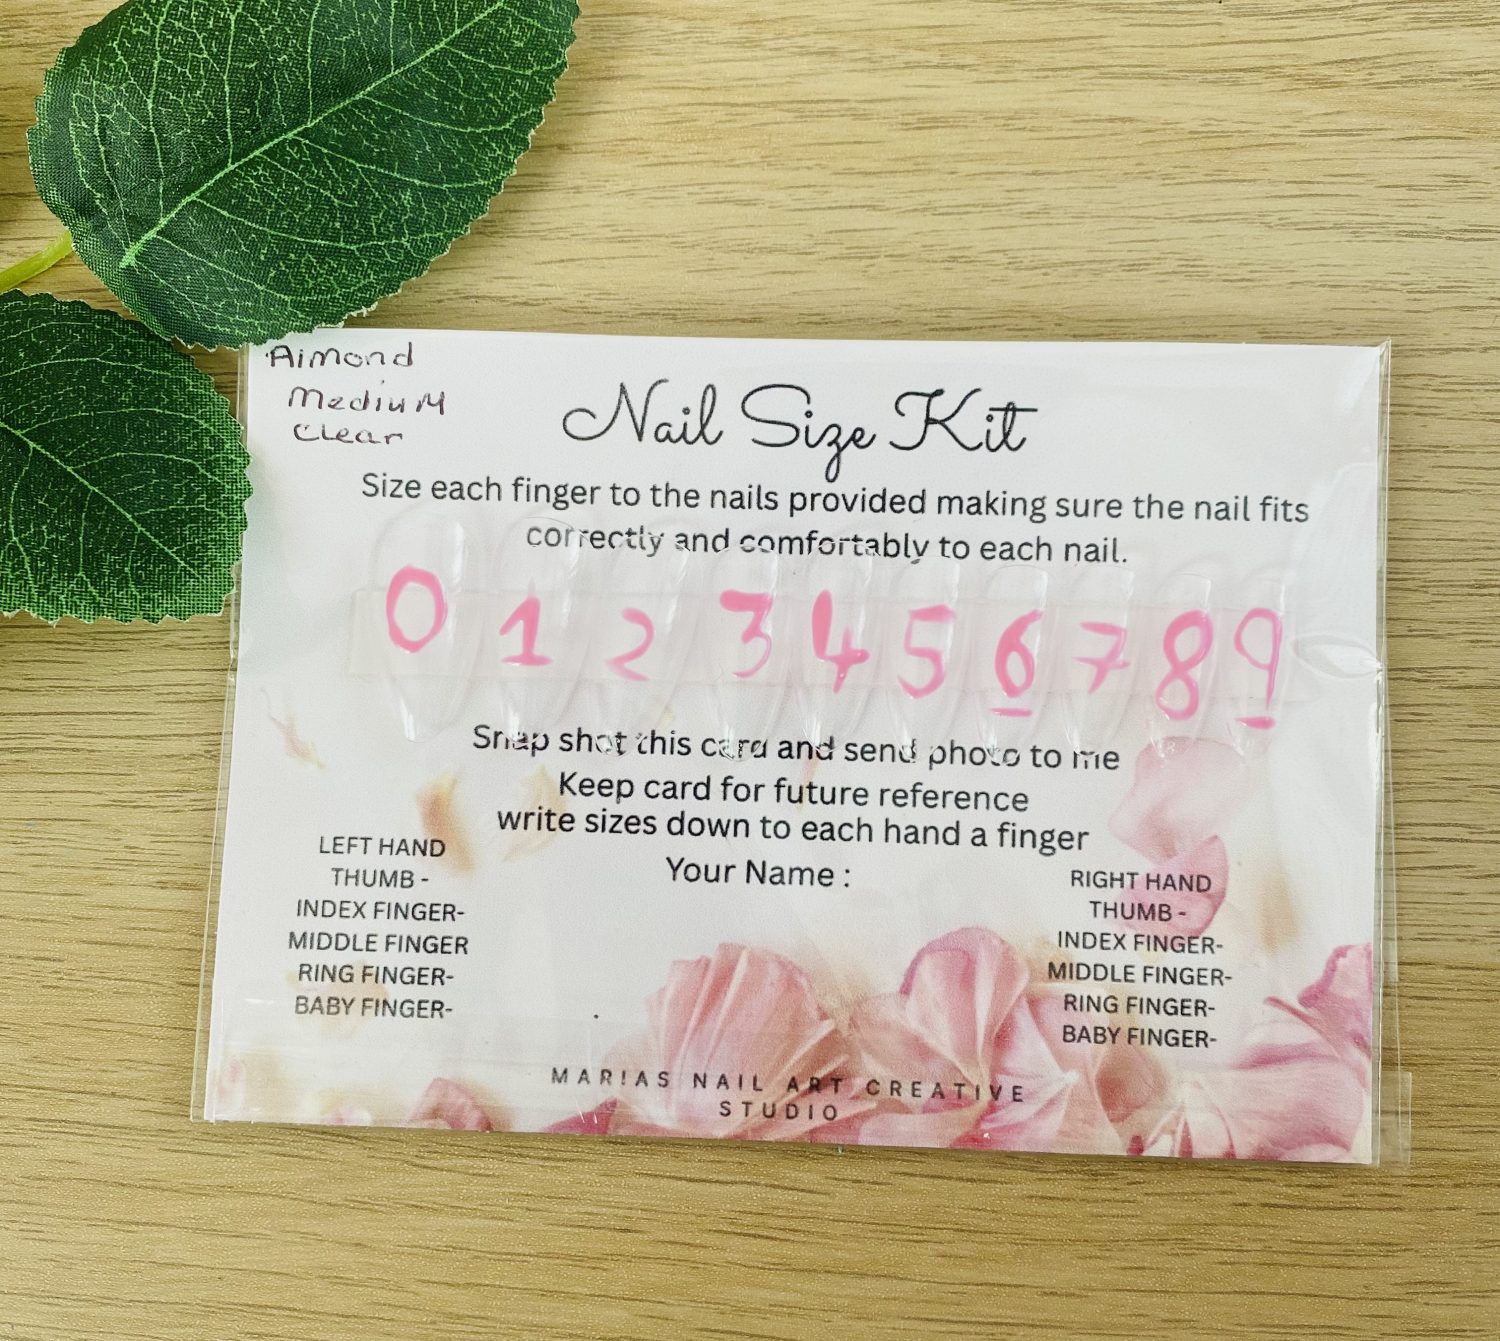 Almond
Medium
Clear
Nail Size Kit
Size each finger to the nails provided making sure the nail fits
correctly and comfortably to each nail.
0 1 2 3 4 5 6 7 8 9
Snap shot this card and send photo to me
Keep card for future reference
write sizes down to each hand a finger
Your Name :
LEFT HAND
THUMB -
INDEX FINGER-
MIDDLE FINGER
RING FINGER-
BABY FINGER-
RIGHT HAND
THUMB -
INDEX FINGER-
MIDDLE FINGER-
RING FINGER-
BABY FINGER-
MARIAS NAIL ART CREATIVE
STUDIO